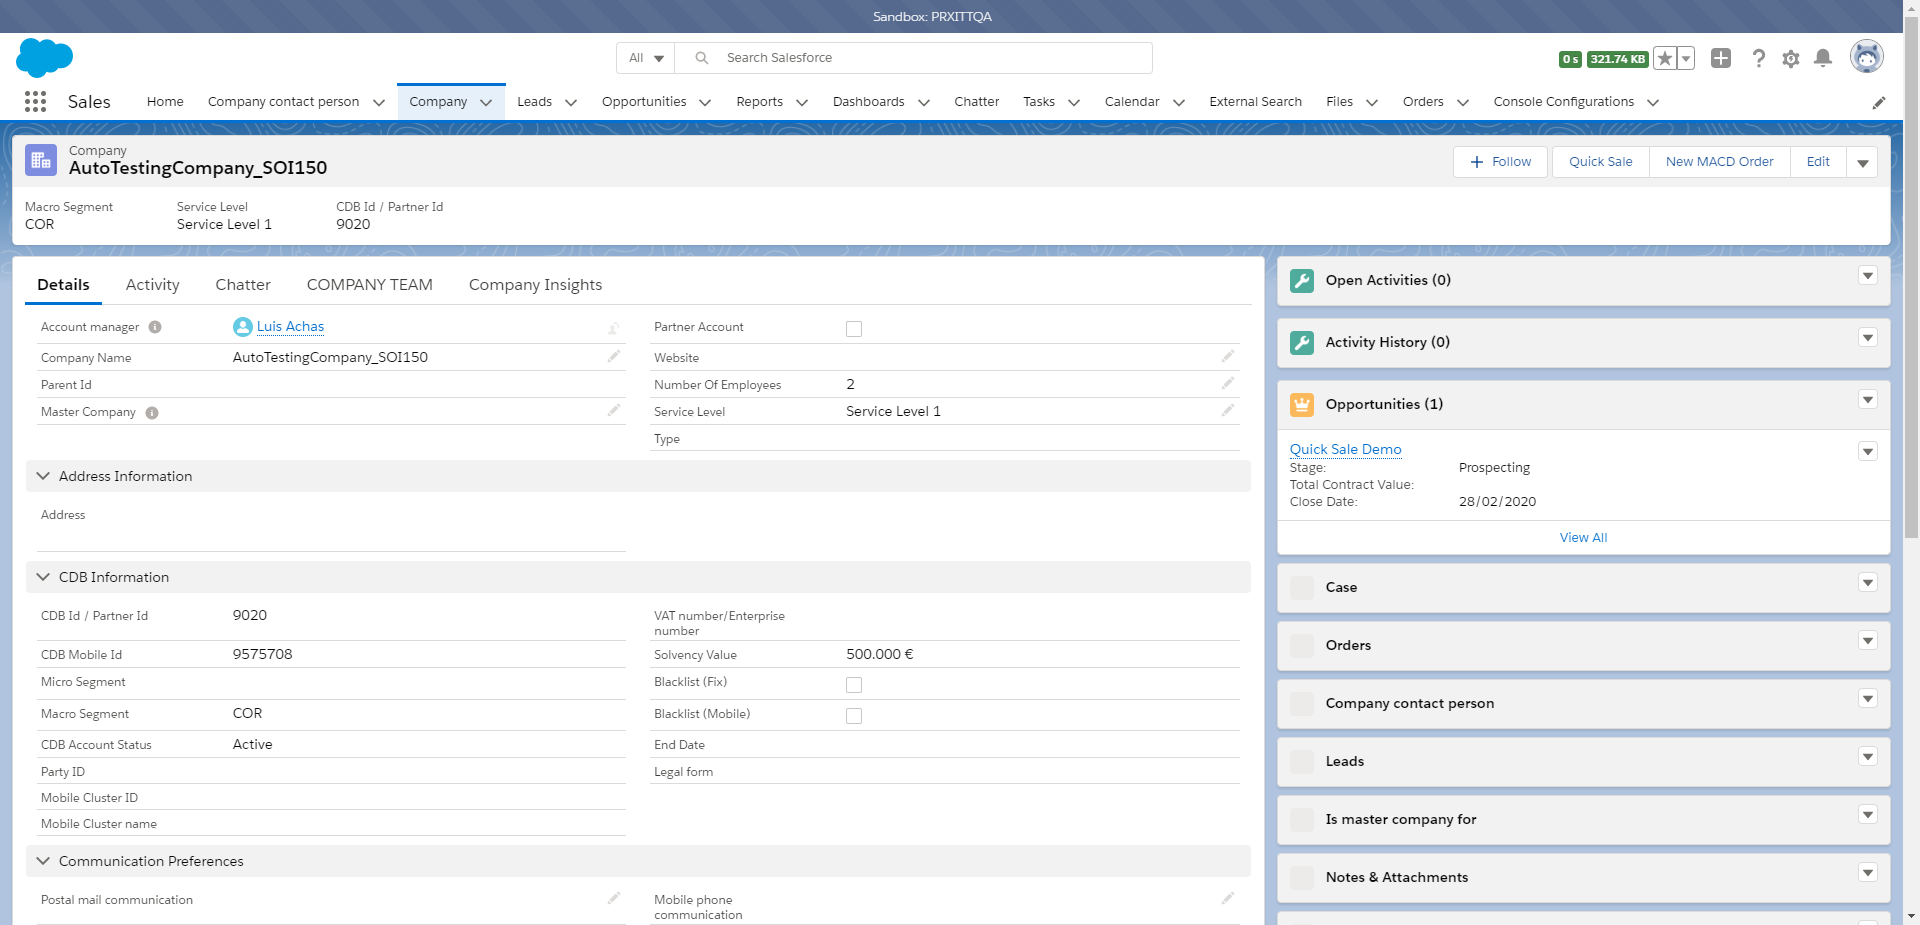 Sandbox: PRXITTQA
All
Search Salesforce
0 s
321.74 KB
Sales
Home
Company contact person
Company
Leads
Opportunities
Reports
Dashboards
Chatter
Tasks
Calendar
External Search
Files
Orders
Console Configurations
Company
AutoTestingCompany_SOI150
Follow
Quick Sale
New MACD Order
Edit
Macro Segment
COR
Service Level
Service Level 1
CDB Id / Partner Id
9020
Details
Activity
Chatter
COMPANY TEAM
Company Insights
Account manager
Luis Achas
Company Name
AutoTestingCompany_SOI150
Parent Id
Master Company
Partner Account
Website
Number Of Employees
2
Service Level
Service Level 1
Type
Address Information
Address
CDB Information
CDB Id / Partner Id
9020
CDB Mobile Id
9575708
Micro Segment
Macro Segment
COR
CDB Account Status
Active
Party ID
Mobile Cluster ID
Mobile Cluster name
VAT number/Enterprise
number
Solvency Value
500.000 €
Blacklist (Fix)
Blacklist (Mobile)
End Date
Legal form
Communication Preferences
Postal mail communication
Mobile phone
communication
Open Activities (0)
Activity History (0)
Opportunities (1)
Quick Sale Demo
Stage:
Prospecting
Total Contract Value:
Close Date:
28/02/2020
View All
Case
Orders
Company contact person
Leads
Is master company for
Notes & Attachments